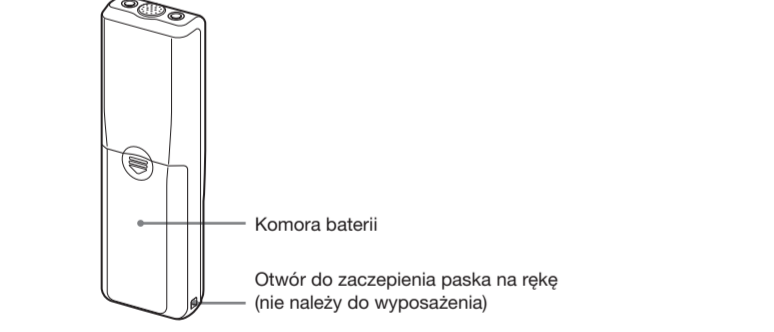 Komora baterii
Otwór do zaczepienia paska na rękę
(nie należy do wyposażenia)